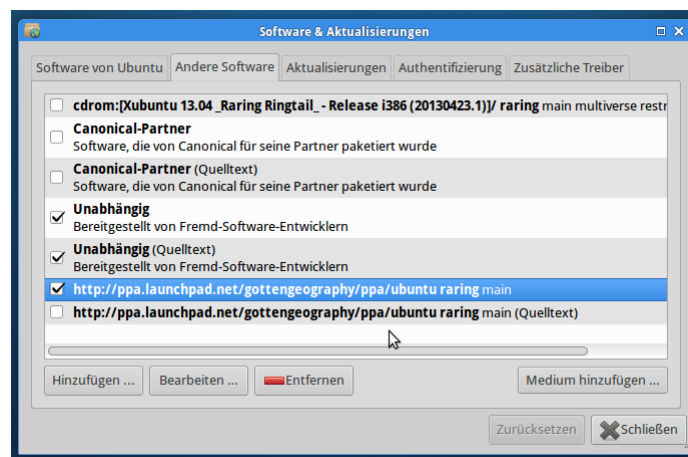 Software & Aktualisierungen
Software von Ubuntu Andere Software Aktualisierungen Authentifizierung Zusätzliche Treiber
cdrom:[Xubuntu 13.04 _Raring Ringtail_ - Release i386 (20130423.1)]/ raring main multiverse restr
Canonical-Partner
Software, die von Canonical für seine Partner paketiert wurde
Canonical-Partner (Quelltext)
Software, die von Canonical für seine Partner paketiert wurde
Unabhängig
Bereitgestellt von Fremd-Software-Entwicklern
Unabhängig (Quelltext)
Bereitgestellt von Fremd-Software-Entwicklern
http://ppa.launchpad.net/gottengeography/ppa/ubuntu raring main
http://ppa.launchpad.net/gottengeography/ppa/ubuntu raring main (Quelltext)
Hinzufügen ... Bearbeiten ... Entfernen Medium hinzufügen ...
Zurücksetzen Schließen